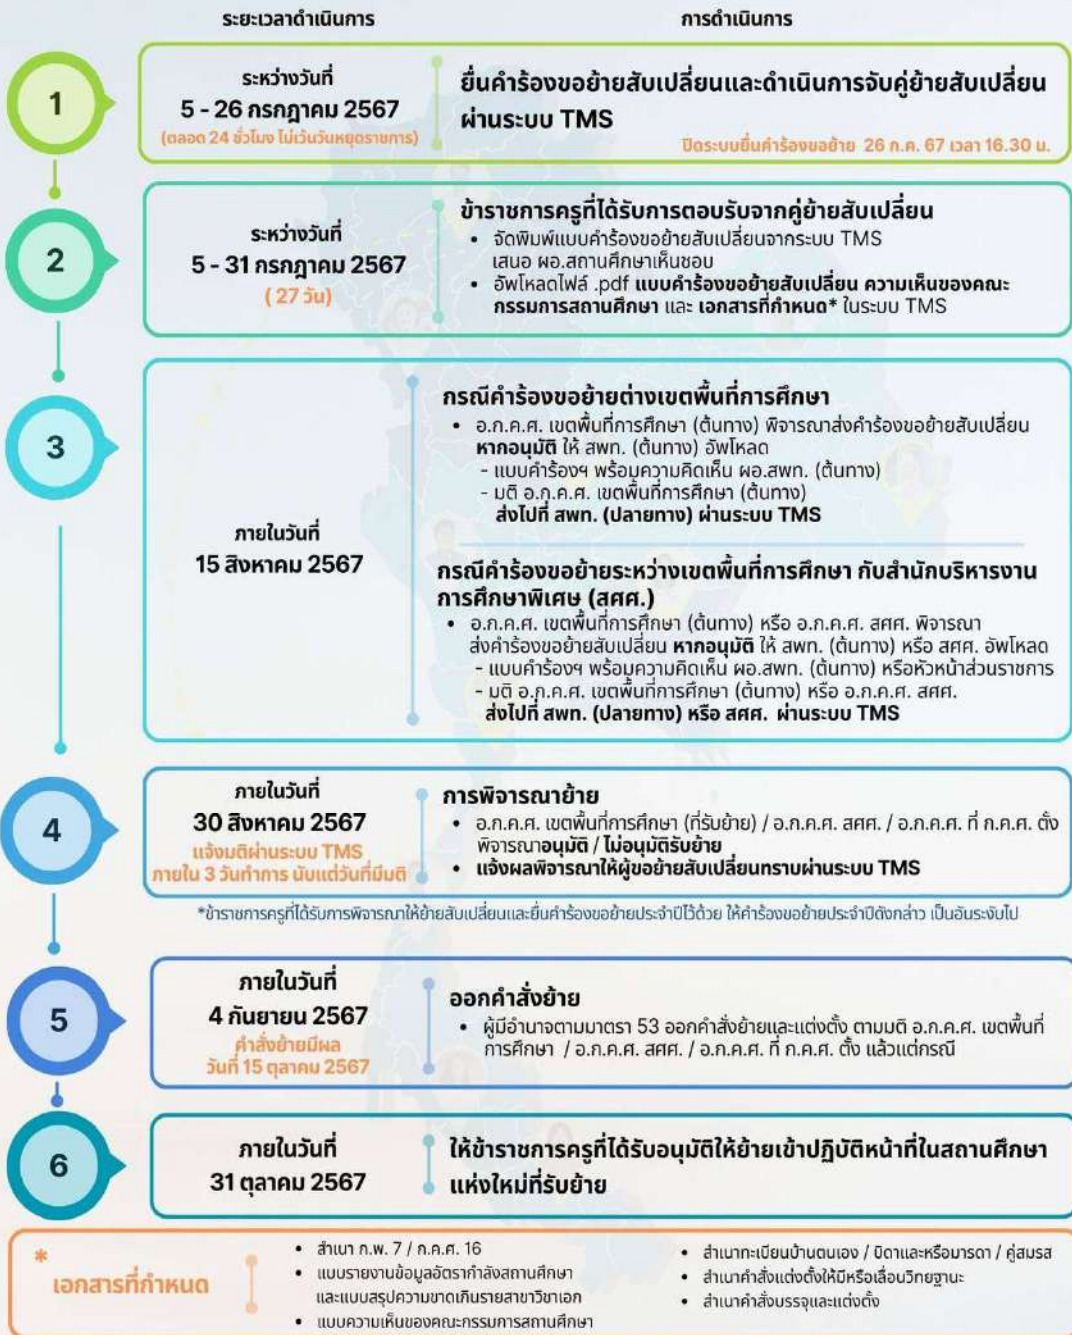 ระยะเวลาดำเนินการ
การดำเนินการ
1
ระหว่างวันที่
5 - 26 กรกฎาคม 2567
(ตลอด 24 ชั่วโมง ไม่เว้นวันหยุดราชการ)
ยื่นคำร้องขอย้ายสับเปลี่ยนและดำเนินการจับคู่ย้ายสับเปลี่ยน
ผ่านระบบ TMS
ปิดระบบยื่นคำร้องขอย้าย 26 ก.ค. 67 เวลา 16.30 น.
2
ระหว่างวันที่
5 - 31 กรกฎาคม 2567
( 27 วัน)
ข้าราชการครูที่ได้รับการตอบรับจากคู่ย้ายสับเปลี่ยน
• จัดพิมพ์แบบคำร้องขอย้ายสับเปลี่ยนจากระบบ TMS
เสนอ ผอ.สถานศึกษาเห็นชอบ
• อัพโหลดไฟล์ .pdf แบบคำร้องขอย้ายสับเปลี่ยน ความเห็นของคณะ
กรรมการสถานศึกษา และ เอกสารที่กำหนด* ในระบบ TMS
3
ภายในวันที่
15 สิงหาคม 2567
กรณีคำร้องขอย้ายต่างเขตพื้นที่การศึกษา
• อ.ก.ค.ศ. เขตพื้นที่การศึกษา (ต้นทาง) พิจารณาส่งคำร้องขอย้ายสับเปลี่ยน
หากอนุมัติ ให้ สพท. (ต้นทาง) อัพโหลด
- แบบคำร้องฯ พร้อมความคิดเห็น ผอ.สพท. (ต้นทาง)
- มติ อ.ก.ค.ศ. เขตพื้นที่การศึกษา (ต้นทาง)
ส่งไปที่ สพท. (ปลายทาง) ผ่านระบบ TMS
กรณีคำร้องขอย้ายระหว่างเขตพื้นที่การศึกษา กับสำนักบริหารงาน
การศึกษาพิเศษ (สศศ.)
• อ.ก.ค.ศ. เขตพื้นที่การศึกษา (ต้นทาง) หรือ อ.ก.ค.ศ. สศศ. พิจารณา
ส่งคำร้องขอย้ายสับเปลี่ยน หากอนุมัติ ให้ สพท. (ต้นทาง) หรือ สศศ. อัพโหลด
- แบบคำร้องฯ พร้อมความคิดเห็น ผอ.สพท. (ต้นทาง) หรือหัวหน้าส่วนราชการ
- มติ อ.ก.ค.ศ. เขตพื้นที่การศึกษา (ต้นทาง) หรือ อ.ก.ค.ศ. สศศ.
ส่งไปที่ สพท. (ปลายทาง) หรือ สศศ. ผ่านระบบ TMS
4
ภายในวันที่
30 สิงหาคม 2567
แจ้งมติผ่านระบบ TMS
ภายใน 3 วันทำการ นับแต่วันที่มีมติ
การพิจารณาย้าย
• อ.ก.ค.ศ. เขตพื้นที่การศึกษา (ที่รับย้าย) / อ.ก.ค.ศ. สศศ. / อ.ก.ค.ศ. ที่ ก.ค.ศ. ตั้ง
พิจารณาอนุมัติ / ไม่อนุมัติรับย้าย
• แจ้งผลพิจารณาให้ผู้ขอย้ายสับเปลี่ยนทราบผ่านระบบ TMS
*ข้าราชการครูที่ได้รับการพิจารณาให้ย้ายสับเปลี่ยนและยื่นคำร้องขอย้ายประจำปีไว้ด้วย ให้คำร้องขอย้ายประจำปีดังกล่าว เป็นอันระงับไป
5
ภายในวันที่
4 กันยายน 2567
คำสั่งย้ายมีผล
วันที่ 15 ตุลาคม 2567
ออกคำสั่งย้าย
• ผู้มีอำนาจตามมาตรา 53 ออกคำสั่งย้ายและแต่งตั้ง ตามมติ อ.ก.ค.ศ. เขตพื้นที่
การศึกษา / อ.ก.ค.ศ. สศศ. / อ.ก.ค.ศ. ที่ ก.ค.ศ. ตั้ง แล้วแต่กรณี
6
ภายในวันที่
31 ตุลาคม 2567
ให้ข้าราชการครูที่ได้รับอนุมัติให้ย้ายเข้าปฏิบัติหน้าที่ในสถานศึกษา
แห่งใหม่ที่รับย้าย
*
เอกสารที่กำหนด
• สำเนา ก.พ. 7 / ก.ค.ศ. 16
• แบบรายงานข้อมูลอัตรากำลังสถานศึกษา
และแบบสรุปความขาดเกินรายสาขาวิชาเอก
• แบบความเห็นของคณะกรรมการสถานศึกษา
• สำเนาทะเบียนบ้านตนเอง / บิดาและหรือมารดา / คู่สมรส
• สำเนาคำสั่งแต่งตั้งให้มีหรือเลื่อนวิทยฐานะ
• สำเนาคำสั่งบรรจุและแต่งตั้ง